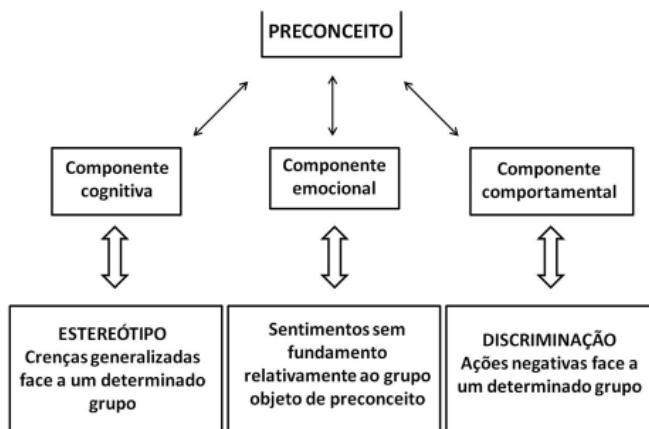 PRECONCEITO
Componente
cognitiva
Componente
emocional
Componente
comportamental
ESTEREÓTIPO
Crenças generalizadas
face a um determinado
grupo
Sentimentos sem
fundamento
relativamente ao grupo
objeto de preconceito
DISCRIMINAÇÃO
Ações negativas face a
um determinado grupo